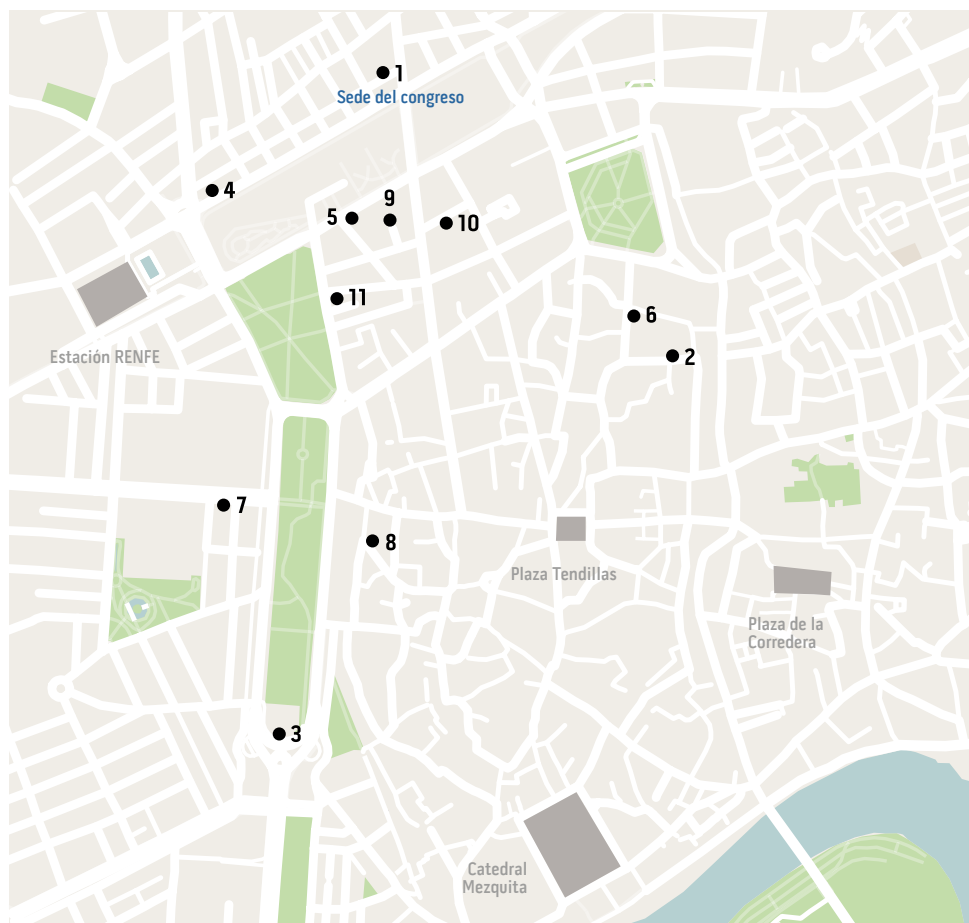 1
Sede del congreso
4
9
5
10
11
6
Estación RENFE
2
7
8
Plaza Tendillas
Plaza de la
Corredera
3
Catedral
Mezquita